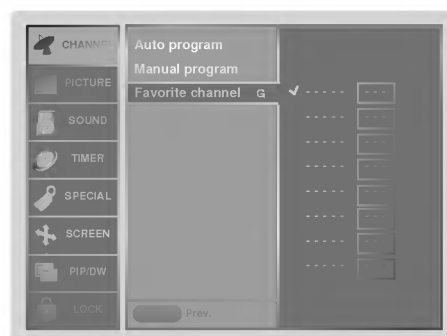 CHANNEL
PICTURE
SOUND
TIMER
SPECIAL
SCREEN
PIP/DW
LOCK
Auto program
Manual program
Favorite channel G
- - - - - - - -
- - - - - - - -
- - - - - - - -
- - - - - - - -
- - - - - - - -
- - - - - - - -
- - - - - - - -
- - - - - - - -
Prev.